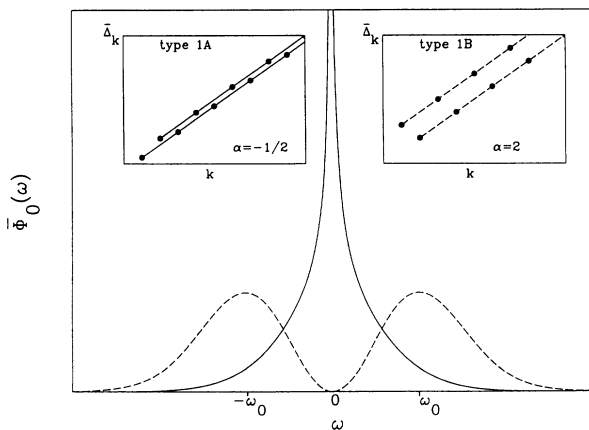 Δ̄ₖ
type 1A
α=−1/2
k
Δ̄ₖ
type 1B
α=2
k
Φ̄₀(ω)
−ω₀
0
ω₀
ω